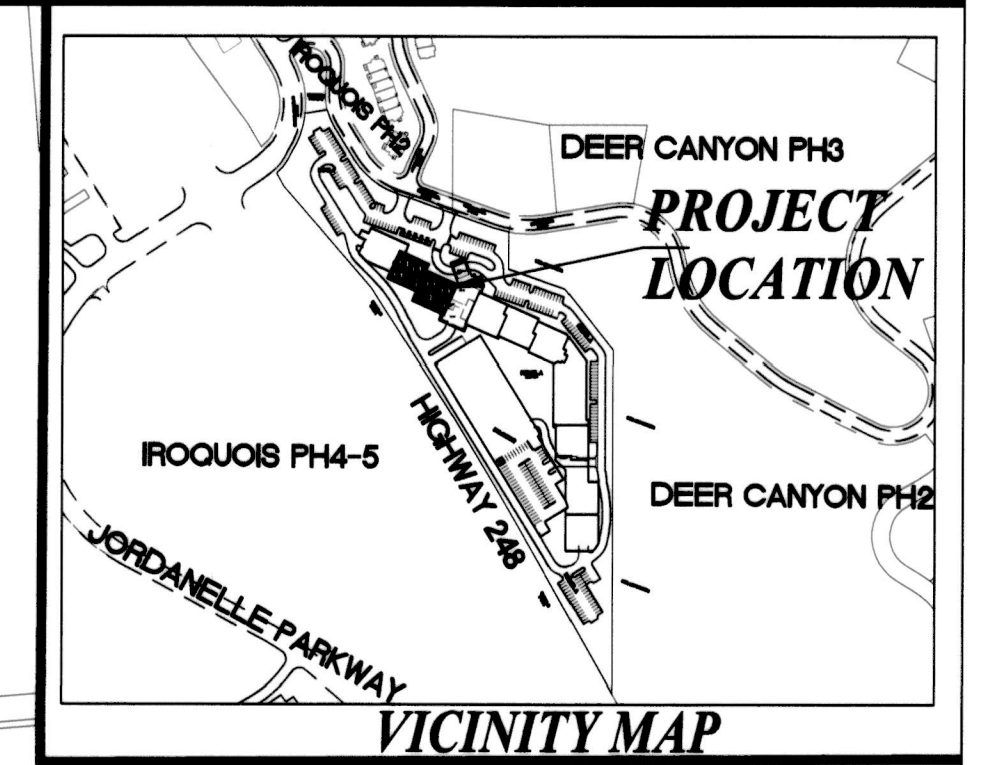 IROQUOIS PH2
DEER CANYON PH3
PROJECT
LOCATION
HIGHWAY 248
IROQUOIS PH4-5
DEER CANYON PH2
JORDANELLE PARKWAY
VICINITY MAP